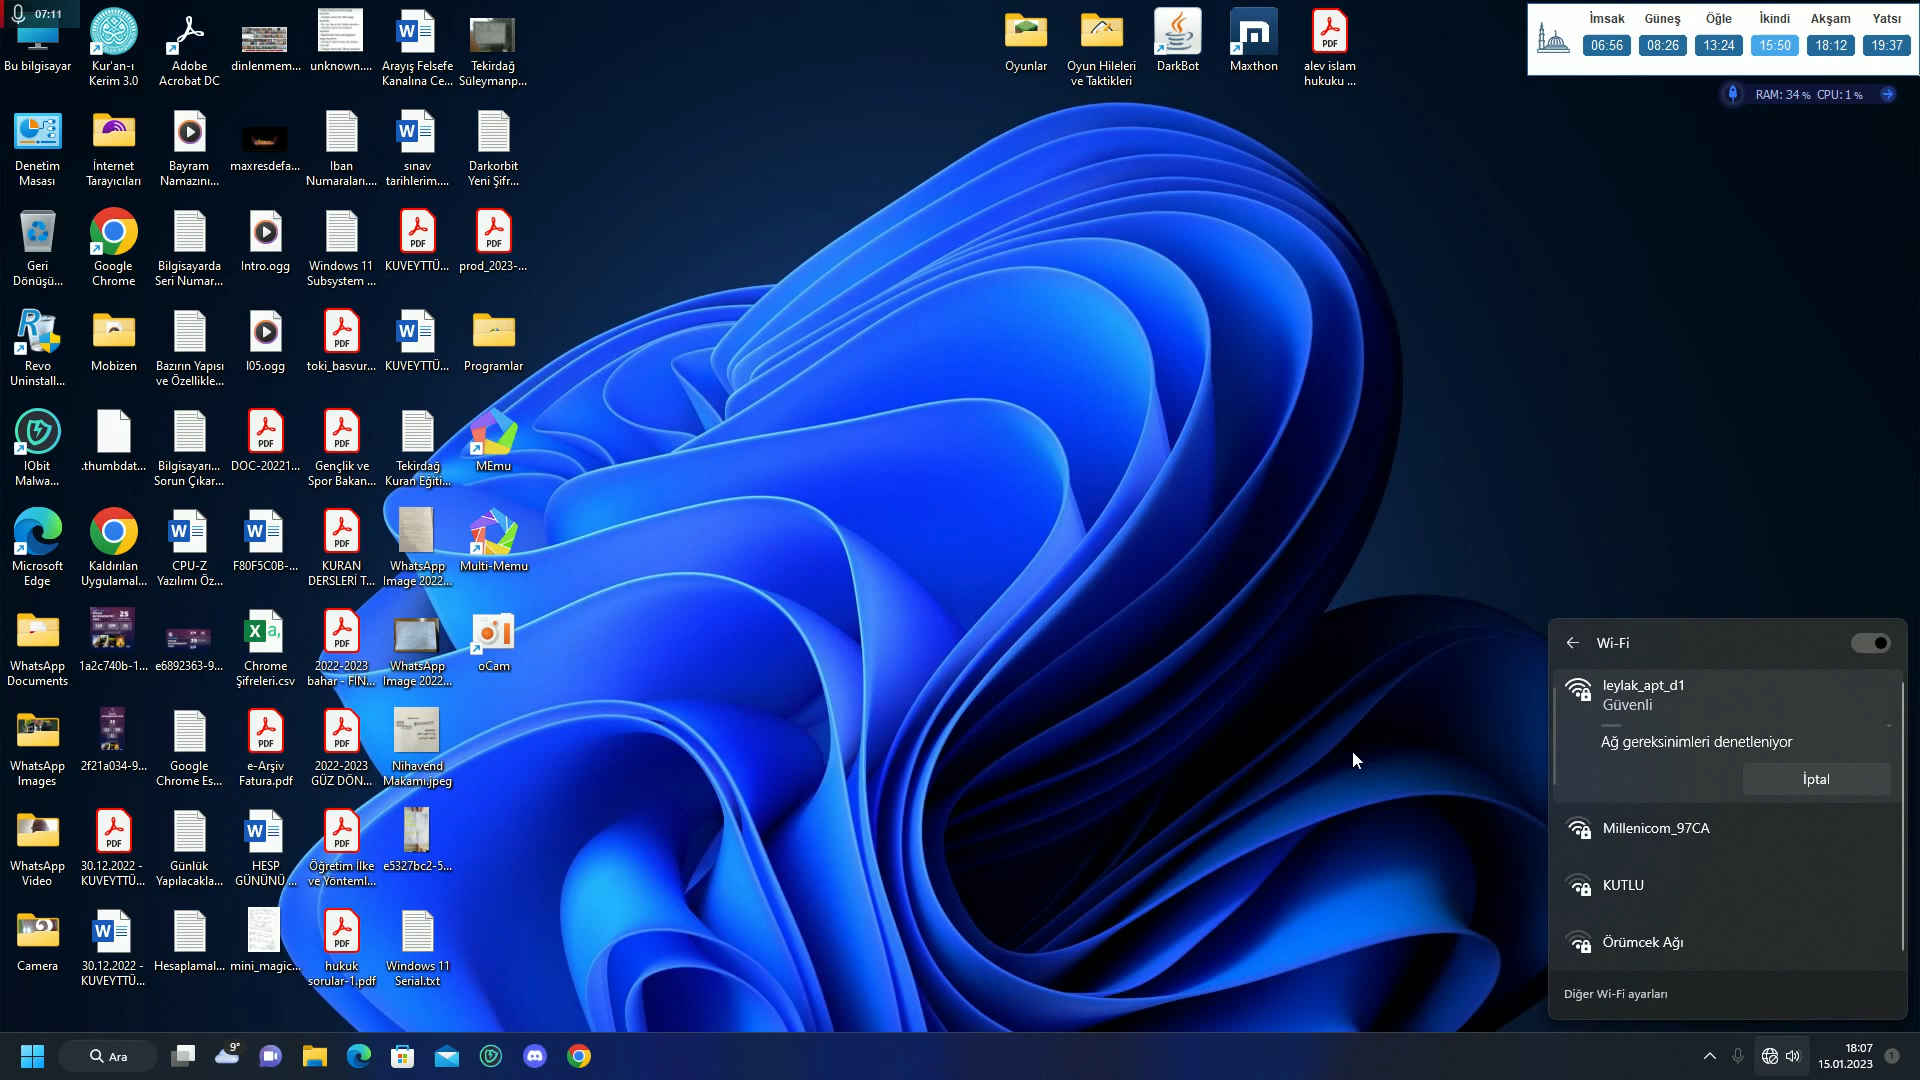 07:11
Bu bilgisayar
Kur'an-ı
Kerim 3.0
Adobe
Acrobat DC
dinlenmem...
unknown....
Arayış Felsefe
Kanalına Ce...
Tekirdağ
Süleymanp...
Oyunlar
Oyun Hileleri
ve Taktikleri
DarkBot
Maxthon
alev islam
hukuku ...
İmsak Güneş Öğle İkindi Akşam Yatsı
06:56 08:26 13:24 15:50 18:12 19:37
RAM: 34 % CPU: 1 %
Denetim
Masası
İnternet
Tarayıcıları
Bayram
Namazını...
maxresdefa...
Iban
Numaraları....
sınav
tarihlerim....
Darkorbit
Yeni Şifr...
Geri
Dönüşü...
Google
Chrome
Bilgisayarda
Seri Numar...
Intro.ogg
Windows 11
Subsystem ...
KUVEYTTÜ...
prod_2023-...
Revo
Uninstall...
Mobizen
Bazırın Yapısı
ve Özellikle...
I05.ogg
toki_basvur...
KUVEYTTÜ...
Programlar
IObit
Malwa...
.thumbdat...
Bilgisayarı...
Sorun Çıkar...
DOC-20221...
Gençlik ve
Spor Bakan...
Tekirdağ
Kuran Eğiti...
MEmu
Microsoft
Edge
Kaldırılan
Uygulamal...
CPU-Z
Yazılımı Öz...
F80F5C0B-...
KURAN
DERSLERİ T...
WhatsApp
Image 2022...
Multi-Memu
WhatsApp
Documents
1a2c740b-1...
e6892363-9...
Chrome
Şifreleri.csv
2022-2023
bahar - FIN...
WhatsApp
Image 2022...
oCam
WhatsApp
Images
2f21a034-9...
Google
Chrome Es...
e-Arşiv
Fatura.pdf
2022-2023
GÜZ DÖN...
Nihavend
Makamı.jpeg
WhatsApp
Video
30.12.2022 -
KUVEYTTÜ...
Günlük
Yapılacakla...
HESP
GÜNÜNÜ ...
Öğretim İlke
ve Yönteml...
e5327bc2-5...
Camera
30.12.2022 -
KUVEYTTÜ...
Hesaplamal...
mini_magic...
hukuk
sorular-1.pdf
Windows 11
Serial.txt
Wi-Fi
leylak_apt_d1
Güvenli
Ağ gereksinimleri denetleniyor
İptal
Millenicom_97CA
KUTLU
Örümcek Ağı
Diğer Wi-Fi ayarları
Ara
9°
18:07
15.01.2023
1